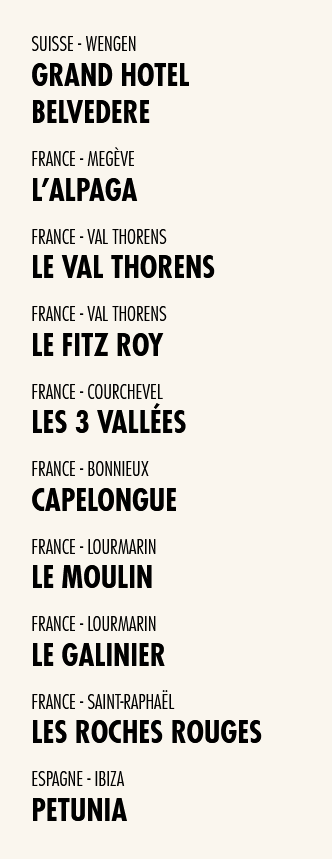 SUISSE - WENGEN
GRAND HOTEL
BELVEDERE
FRANCE - MEGÈVE
L'ALPAGA
FRANCE - VAL THORENS
LE VAL THORENS
FRANCE - VAL THORENS
LE FITZ ROY
FRANCE - COURCHEVEL
LES 3 VALLÉES
FRANCE - BONNIEUX
CAPELONGUE
FRANCE - LOURMARIN
LE MOULIN
FRANCE - LOURMARIN
LE GALINIER
FRANCE - SAINT-RAPHAËL
LES ROCHES ROUGES
ESPAGNE - IBIZA
PETUNIA